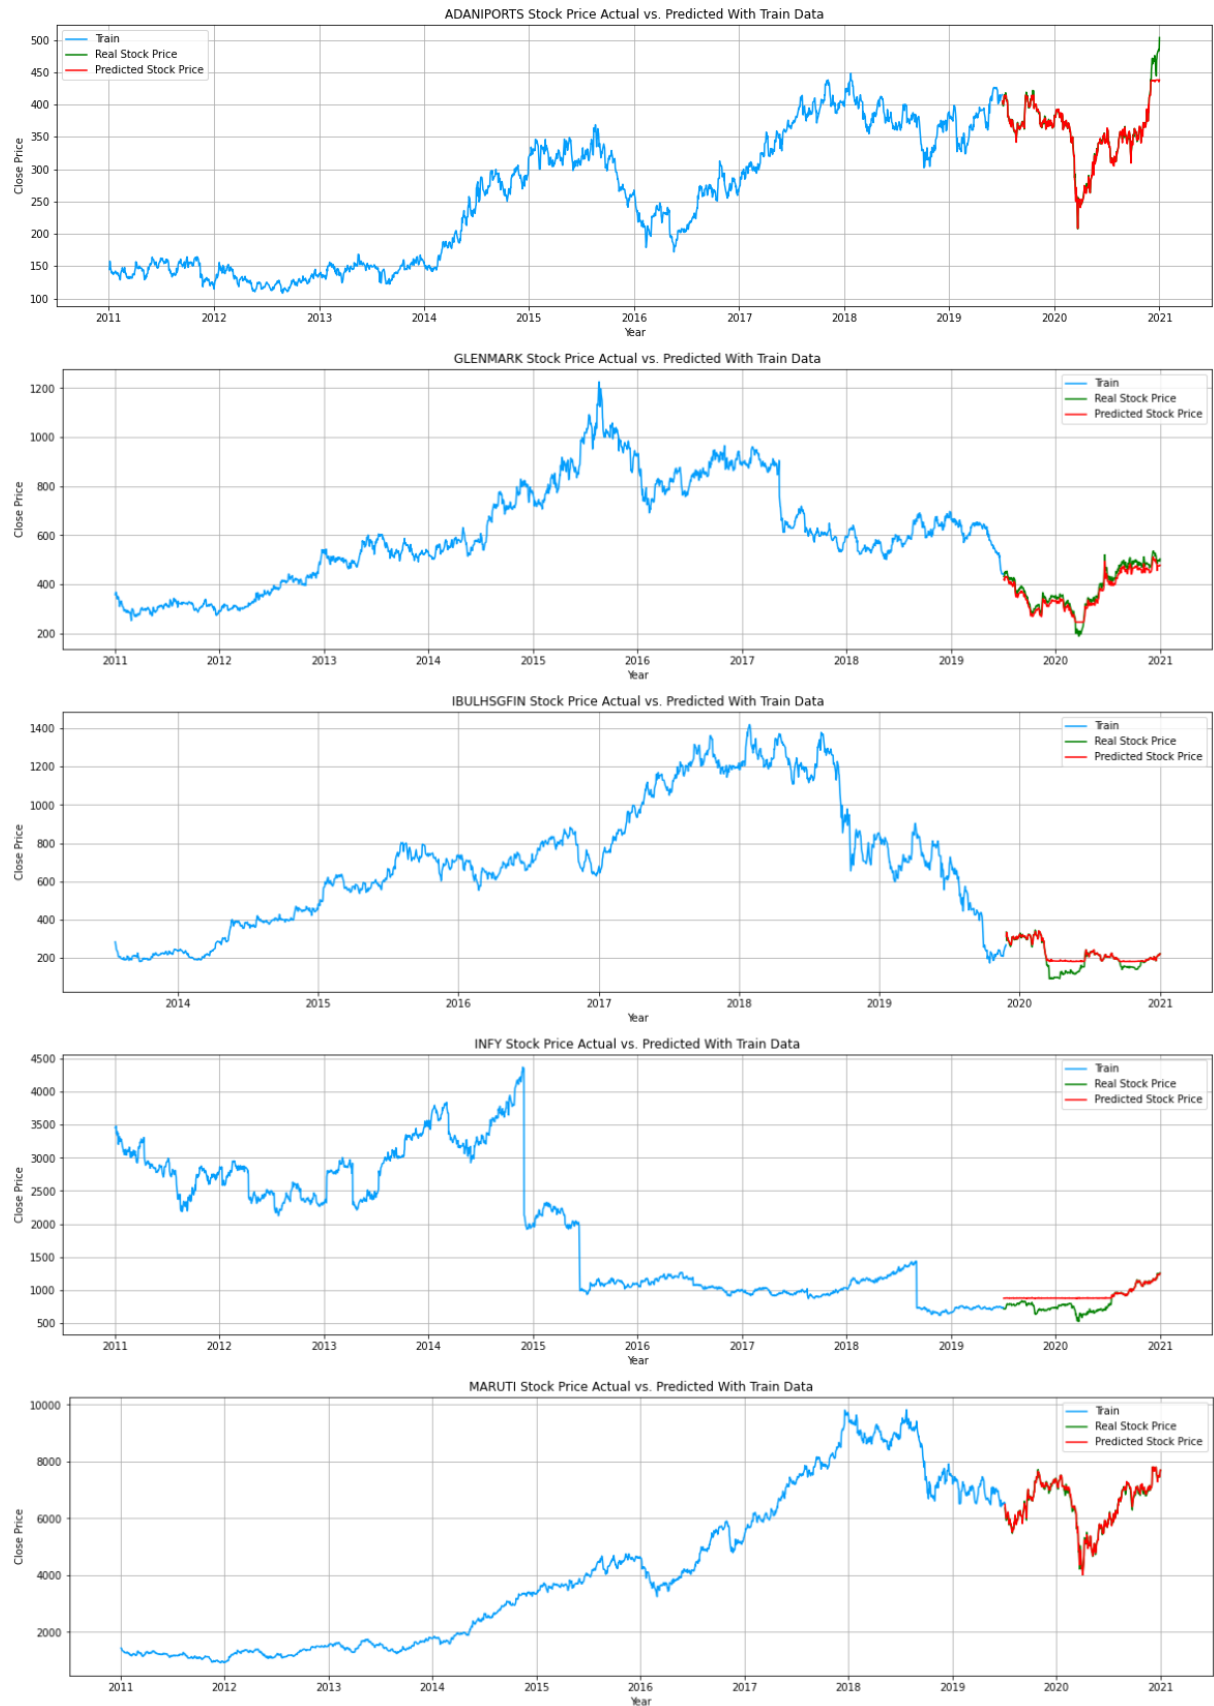 ADANIPORTS Stock Price Actual vs. Predicted With Train Data
Train
Real Stock Price
Predicted Stock Price
Close Price
500
450
400
350
300
250
200
150
100
2011 2012 2013 2014 2015 2016 2017 2018 2019 2020 2021
Year
GLENMARK Stock Price Actual vs. Predicted With Train Data
Train
Real Stock Price
Predicted Stock Price
Close Price
1200
1000
800
600
400
200
2011 2012 2013 2014 2015 2016 2017 2018 2019 2020 2021
Year
IBULHSGFIN Stock Price Actual vs. Predicted With Train Data
Train
Real Stock Price
Predicted Stock Price
Close Price
1400
1200
1000
800
600
400
200
2014 2015 2016 2017 2018 2019 2020 2021
Year
INFY Stock Price Actual vs. Predicted With Train Data
Train
Real Stock Price
Predicted Stock Price
Close Price
4500
4000
3500
3000
2500
2000
1500
1000
500
2011 2012 2013 2014 2015 2016 2017 2018 2019 2020 2021
Year
MARUTI Stock Price Actual vs. Predicted With Train Data
Train
Real Stock Price
Predicted Stock Price
Close Price
10000
8000
6000
4000
2000
2011 2012 2013 2014 2015 2016 2017 2018 2019 2020 2021
Year